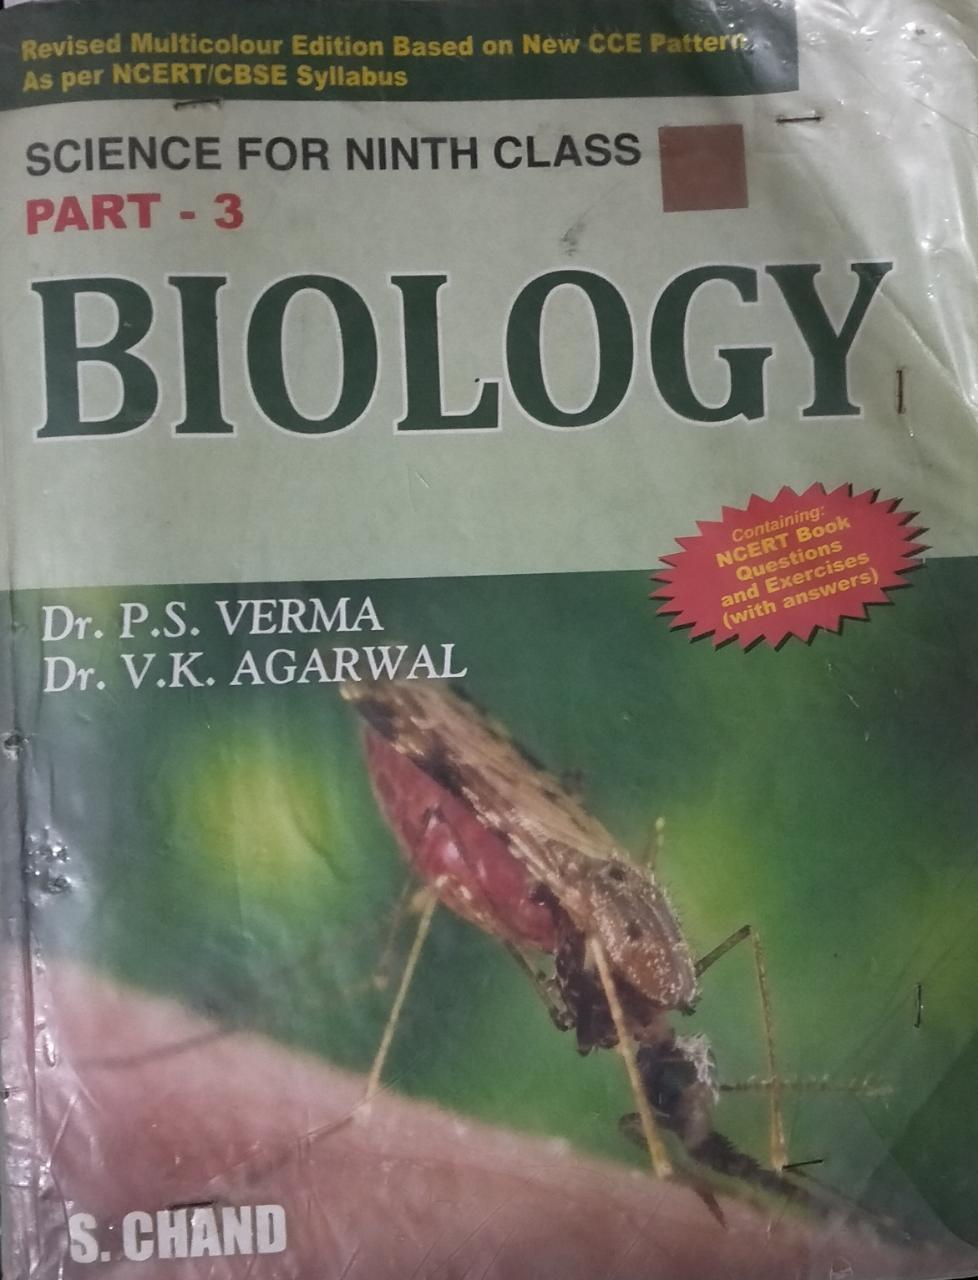 Revised Multicolour Edition Based on New CCE Pattern
As per NCERT/CBSE Syllabus
SCIENCE FOR NINTH CLASS
PART - 3
BIOLOGY
Containing:
NCERT Book
Questions
and Exercises
(with answers)
Dr. P.S. VERMA
Dr. V.K. AGARWAL
S. CHAND